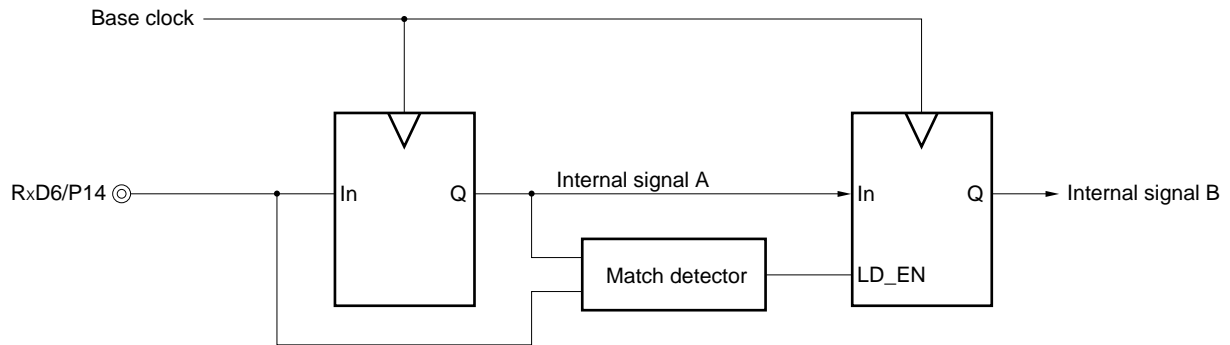 Base clock
RxD6/P14
In
Q
Internal signal A
In
Q
Internal signal B
Match detector
LD_EN